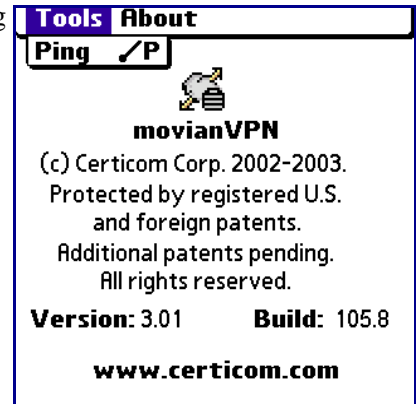 g
Tools About
Ping ⁄P
movianVPN
(c) Certicom Corp. 2002-2003.
Protected by registered U.S.
and foreign patents.
Additional patents pending.
All rights reserved.
Version: 3.01 Build: 105.8
www.certicom.com